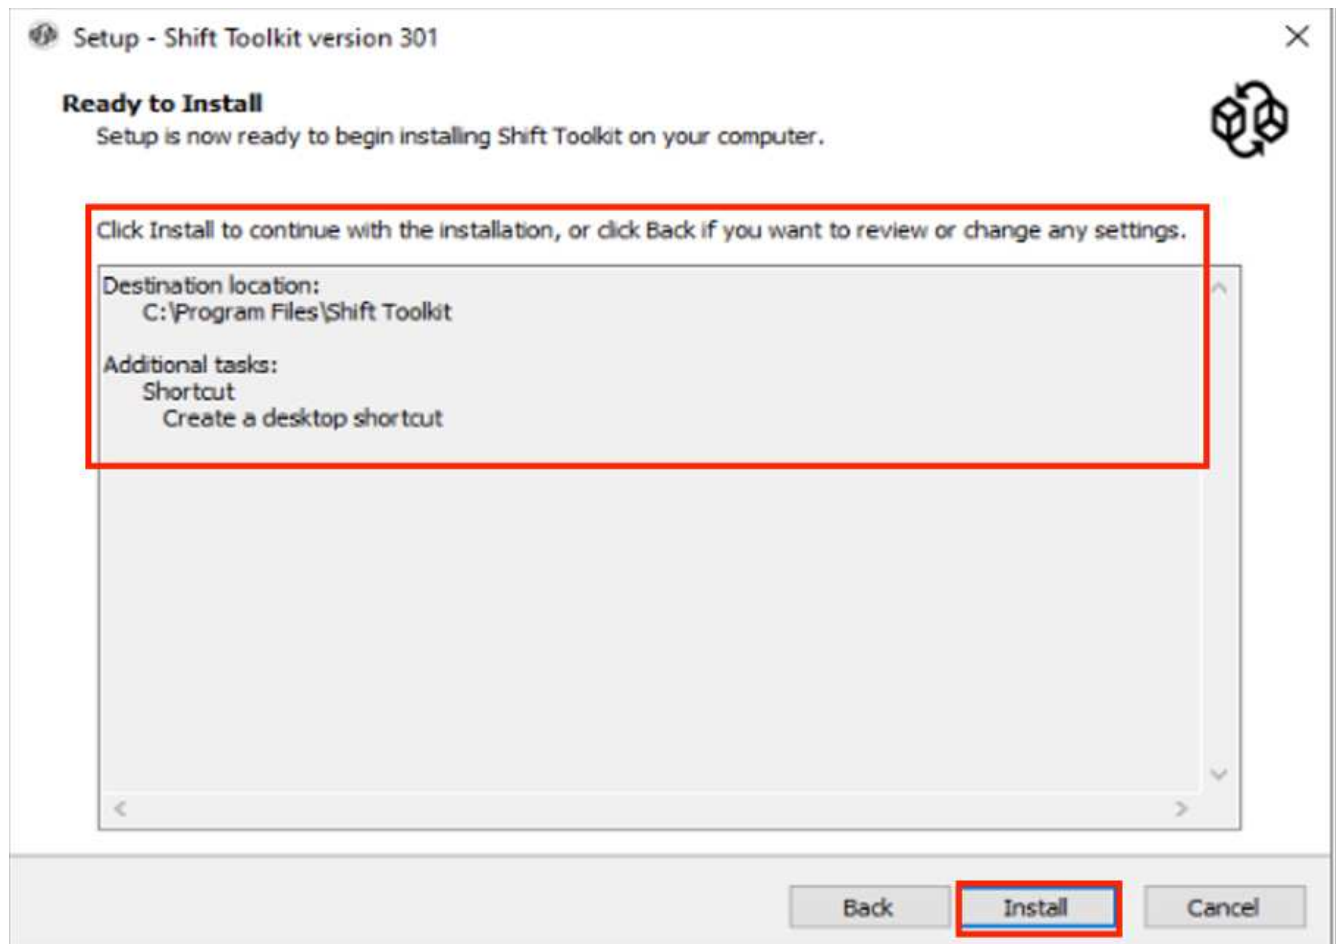 Setup - Shift Toolkit version 301
Ready to Install
Setup is now ready to begin installing Shift Toolkit on your computer.
Click Install to continue with the installation, or click Back if you want to review or change any settings.
Destination location:
C:\Program Files\Shift Toolkit
Additional tasks:
Shortcut
Create a desktop shortcut
Back
Install
Cancel